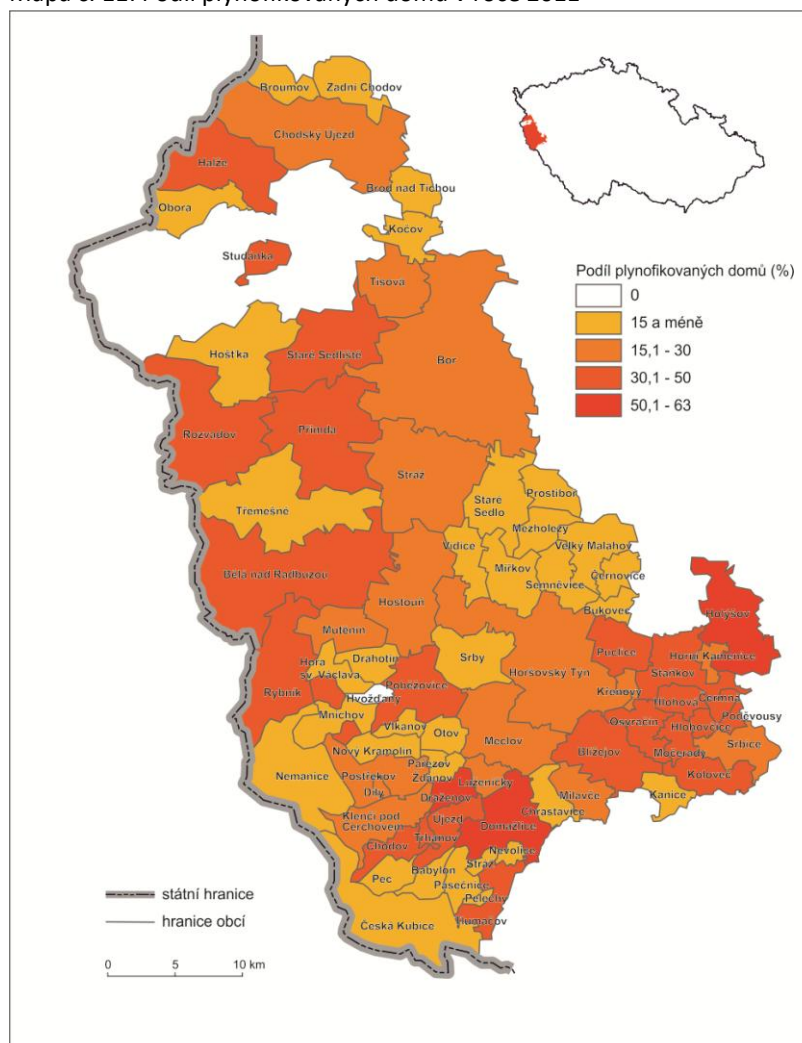 Broumov
Zadní Chodov
Chodský Újezd
Halže
Obora
Brod nad Tichou
Kočov
Studánka
Tisová
Podíl plynofikovaných domů (%)
0
15 a méně
15,1 - 30
30,1 - 50
50,1 - 63
Hošťka
Staré Sedliště
Bor
Rozvadov
Přimda
Stráž
Třemešné
Staré
Sedlo
Prostiboř
Mezholezy
Vidice
Mířkov
Velký Malahov
Semněvice
Černovice
Bukovec
Bělá nad Radbuzou
Hostouň
Holýšov
Mutěnín
Hora
sv. Václava
Drahotín
Srby
Horšovský Týn
Puclice
Horní Kamenice
Staňkov
Rybník
Hvožďany
Poběžovice
Křenovy
Hlohová
Čermná
Poděvousy
Mnichov
Vlkanov
Otov
Osvračín
Hlohovčice
Srbice
Nový Kramolín
Meclov
Blížejov
Močerady
Nemanice
Pařezov
Postřekov
Ždánov
Luženičky
Koloveč
Díly
Draženov
Milavče
Kanice
Chrastavice
Klenčí pod
Čerchovem
Újezd
Domažlice
Chodov
Trhanov
Nevolice
Stráž
Pec
Babylon
Pasečnice
Pelechy
státní hranice
hranice obcí
Česká Kubice
0 5 10 km